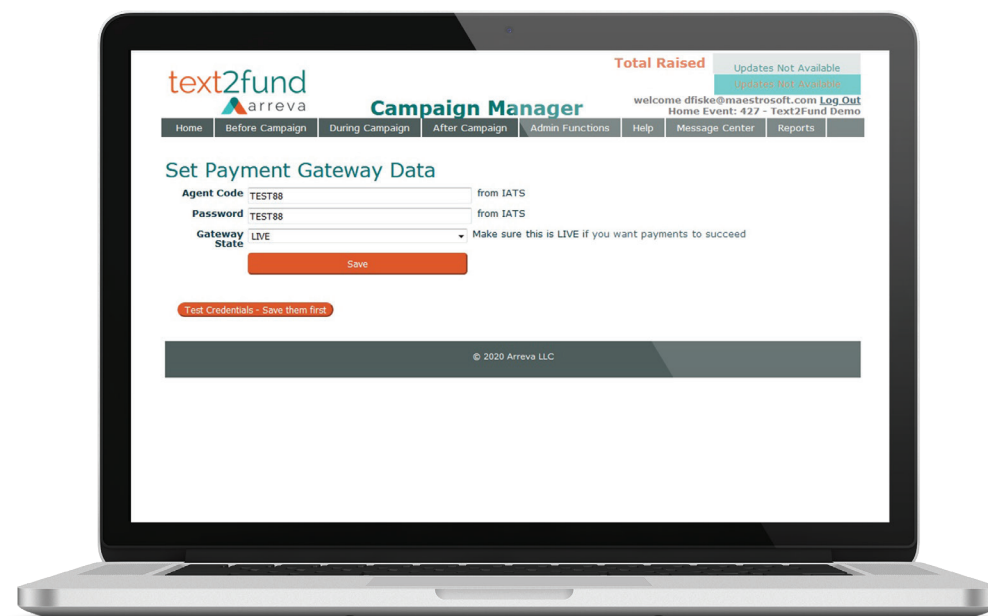 text2fund
arreva
Campaign Manager
Total Raised
Updates Not Available
Updates Not Available
welcome dfiske@maestrosoft.com Log Out
Home Event: 427 - Text2Fund Demo
Home Before Campaign During Campaign After Campaign Admin Functions Help Message Center Reports
Set Payment Gateway Data
Agent Code TEST88 from IATS
Password TEST88 from IATS
Gateway State LIVE Make sure this is LIVE if you want payments to succeed
Save
Test Credentials - Save them first
© 2020 Arreva LLC